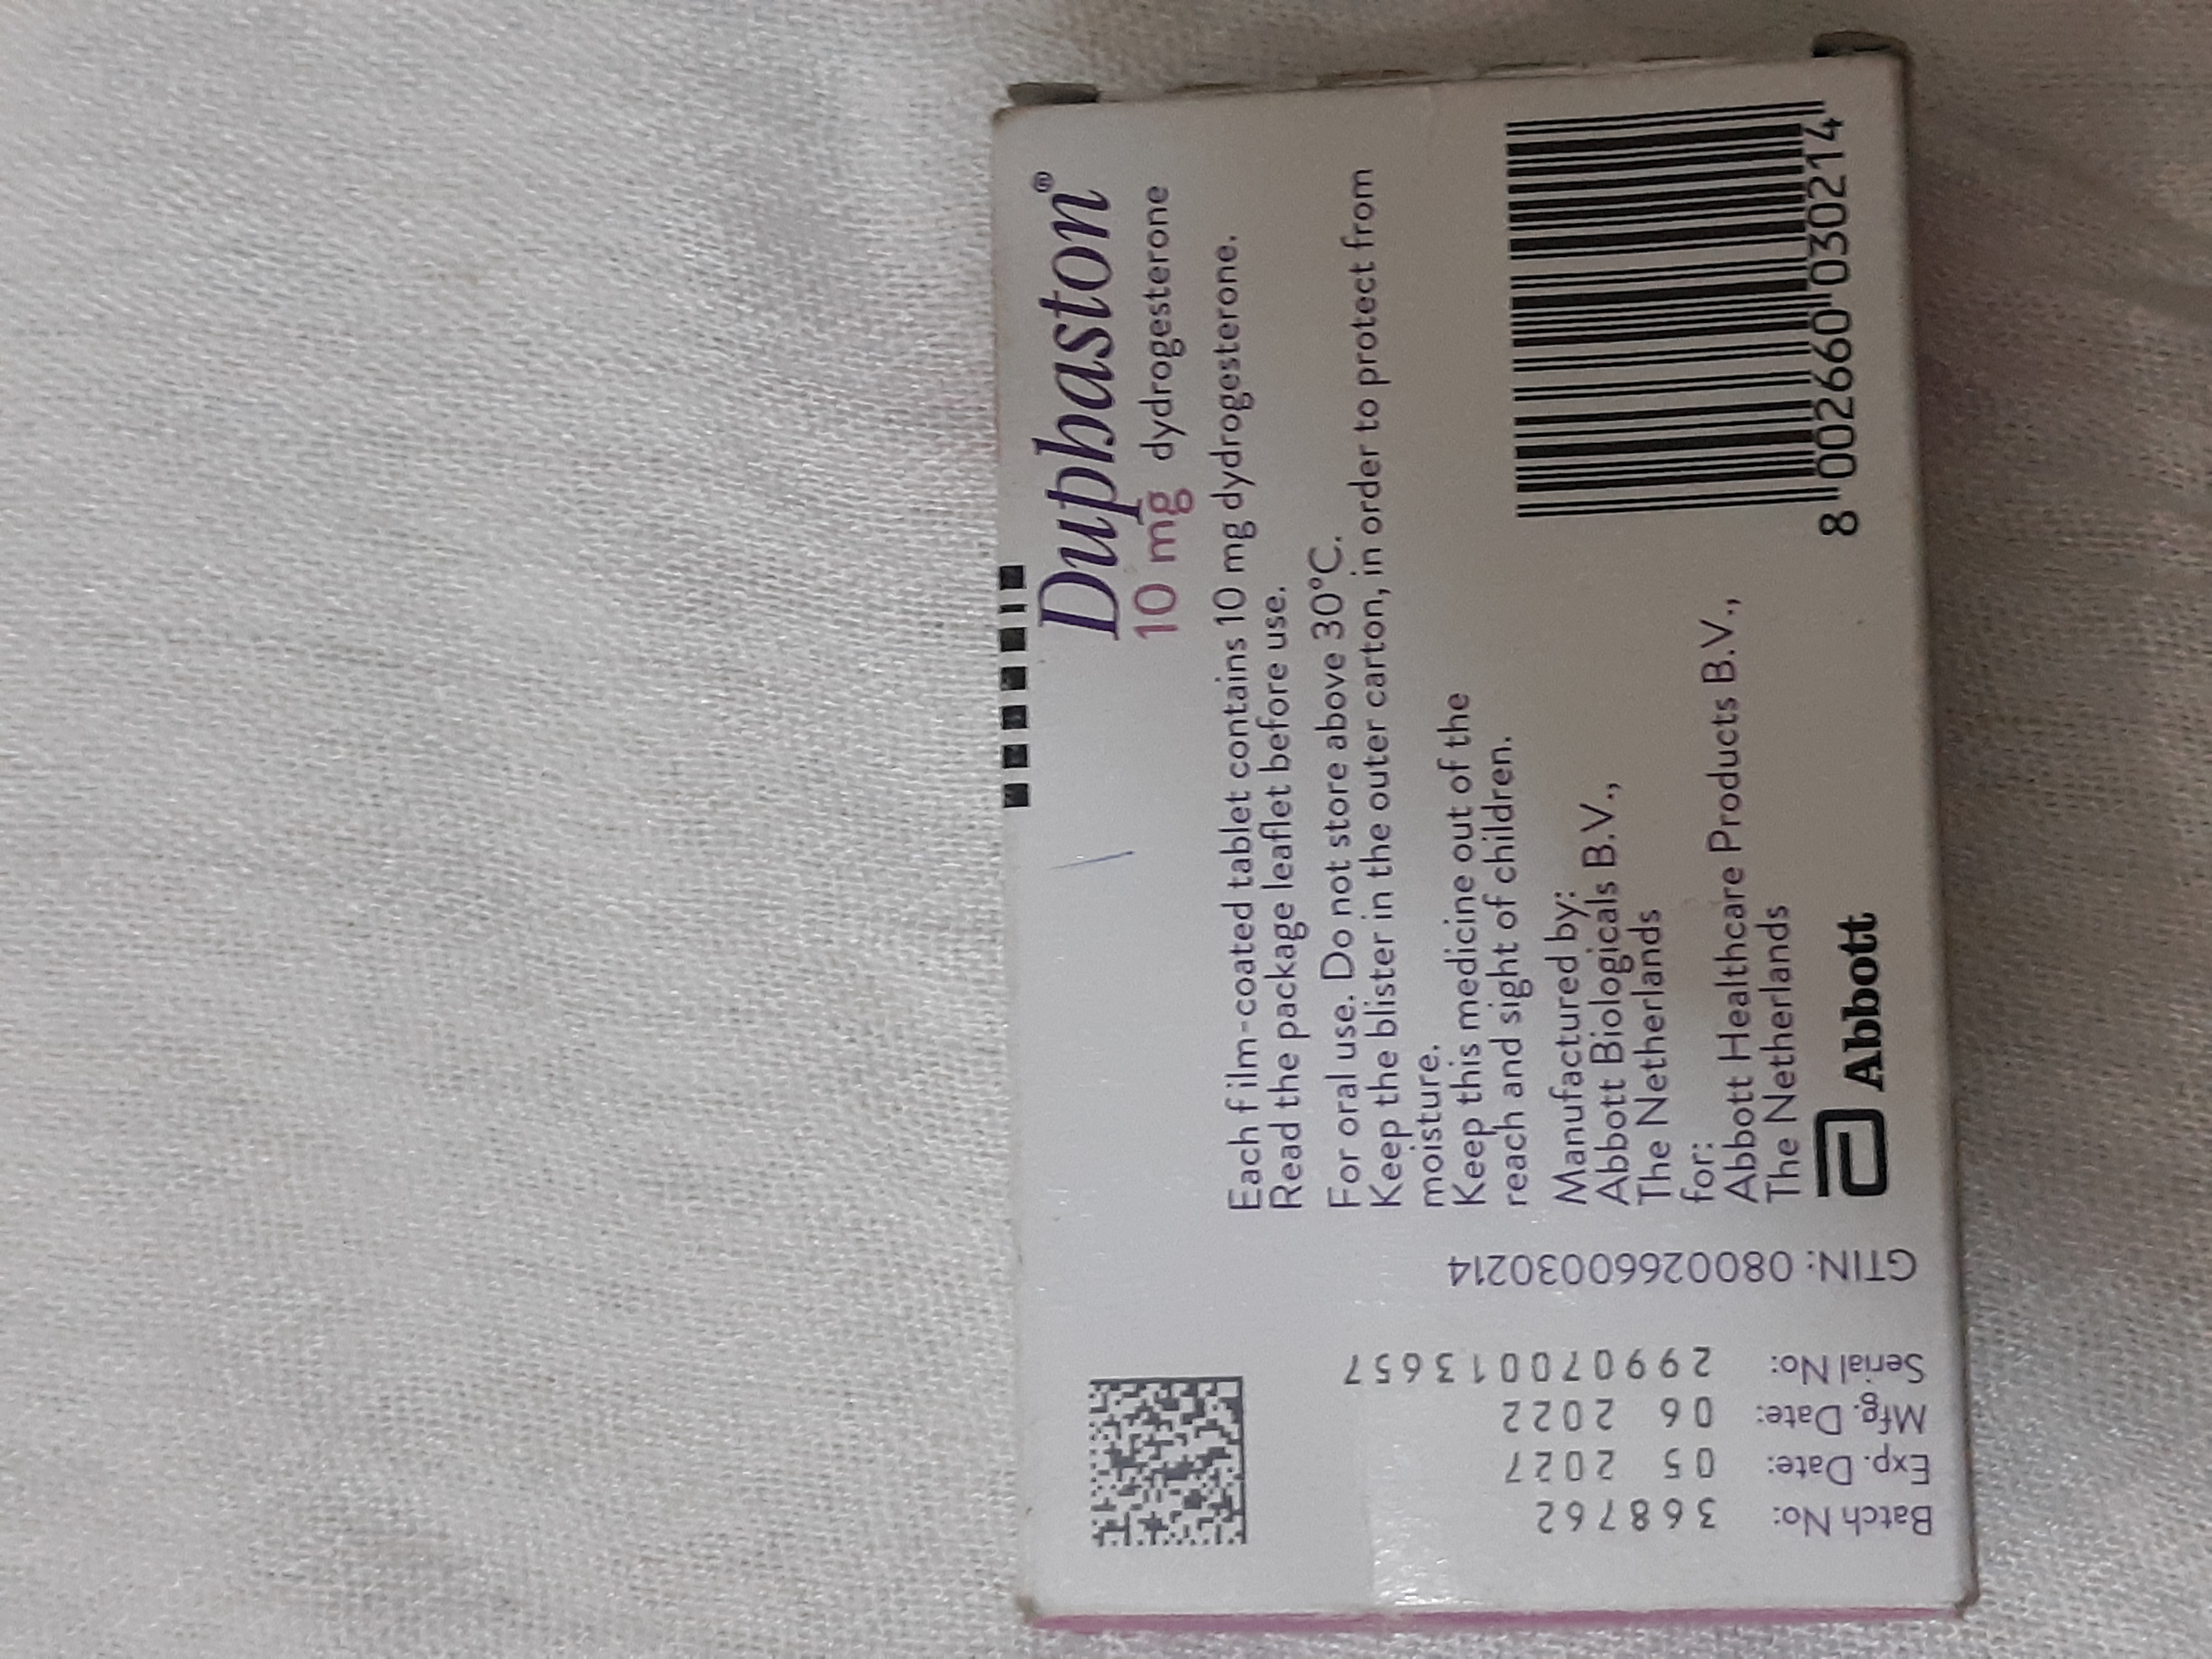 Duphaston®
10 mg dydrogesterone
Each film-coated tablet contains 10 mg dydrogesterone.
Read the package leaflet before use.
For oral use. Do not store above 30°C.
Keep the blister in the outer carton, in order to protect from
moisture.
Keep this medicine out of the
reach and sight of children.
Manufactured by:
Abbott Biologicals B.V.,
The Netherlands
for:
Abbott Healthcare Products B.V.,
The Netherlands
Abbott
8 002660 030214
Batch No: 368762
Exp. Date: 05 2027
Mfg. Date: 06 2022
Serial No: 29907001 3657
GTIN: 08002660030214